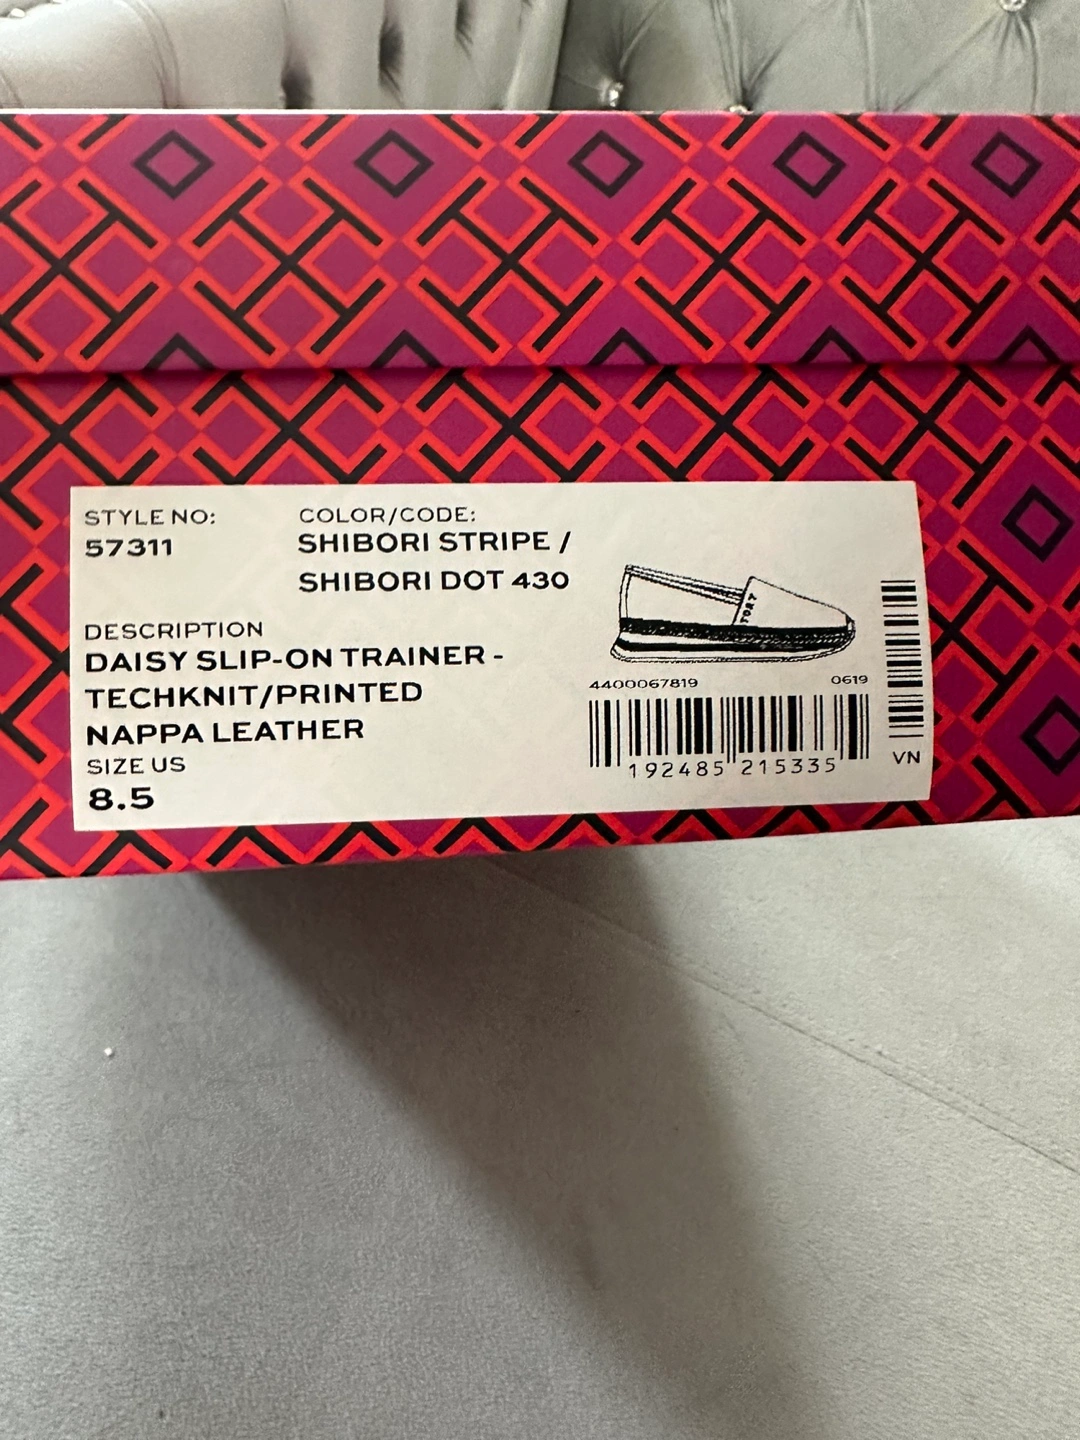 STYLE NO:
57311
COLOR/CODE:
SHIBORI STRIPE /
SHIBORI DOT 430
DESCRIPTION
DAISY SLIP-ON TRAINER -
TECHKNIT/PRINTED
NAPPA LEATHER
SIZE US
8.5
TORY
4400067819
0619
192485 215335
VN